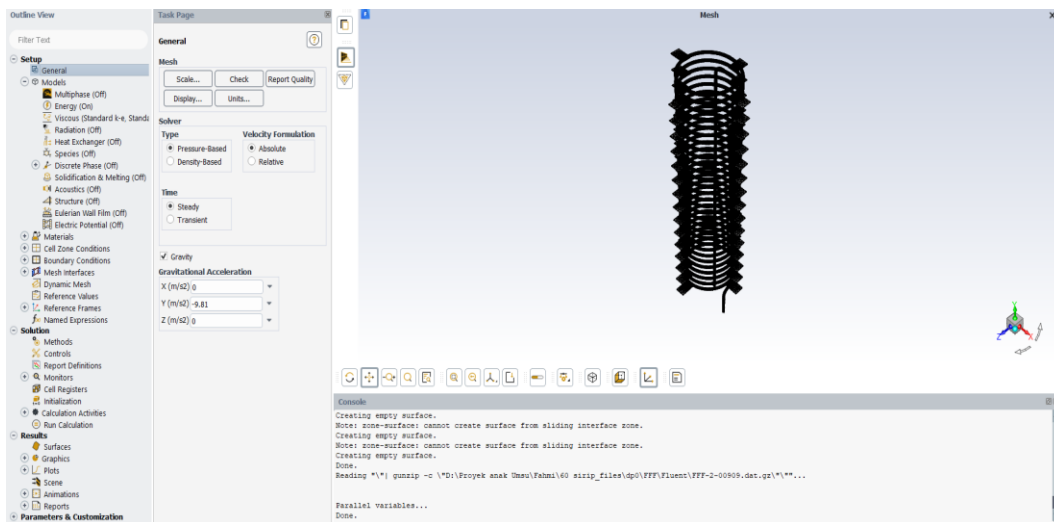 Outline View
Filter Text
Setup
General
Models
Multiphase (Off)
Energy (On)
Viscous (Standard k-e, Standa
Radiation (Off)
Heat Exchanger (Off)
Species (Off)
Discrete Phase (Off)
Solidification & Melting (Off)
Acoustics (Off)
Structure (Off)
Eulerian Wall Film (Off)
Electric Potential (Off)
Materials
Cell Zone Conditions
Boundary Conditions
Mesh Interfaces
Dynamic Mesh
Reference Values
Reference Frames
Named Expressions
Solution
Methods
Controls
Report Definitions
Monitors
Cell Registers
Initialization
Calculation Activities
Run Calculation
Results
Surfaces
Graphics
Plots
Scene
Animations
Reports
Parameters & Customization
Task Page
General
Mesh
Scale... Check Report Quality
Display... Units...
Solver
Type Velocity Formulation
Pressure-Based Absolute
Density-Based Relative
Time
Steady
Transient
Gravity
Gravitational Acceleration
X (m/s2) 0
Y (m/s2) -9.81
Z (m/s2) 0
Mesh
Y
Z X
Console
Creating empty surface.
Note: zone-surface: cannot create surface from sliding interface zone.
Creating empty surface.
Note: zone-surface: cannot create surface from sliding interface zone.
Creating empty surface.
Done.
Reading "\"| gunzip -c \"D:\Proyek anak Umsu\Fahmi\60 sirip_files\dp0\FFF\Fluent\FFF-2-00909.dat.gz\"\""...
Parallel variables...
Done.